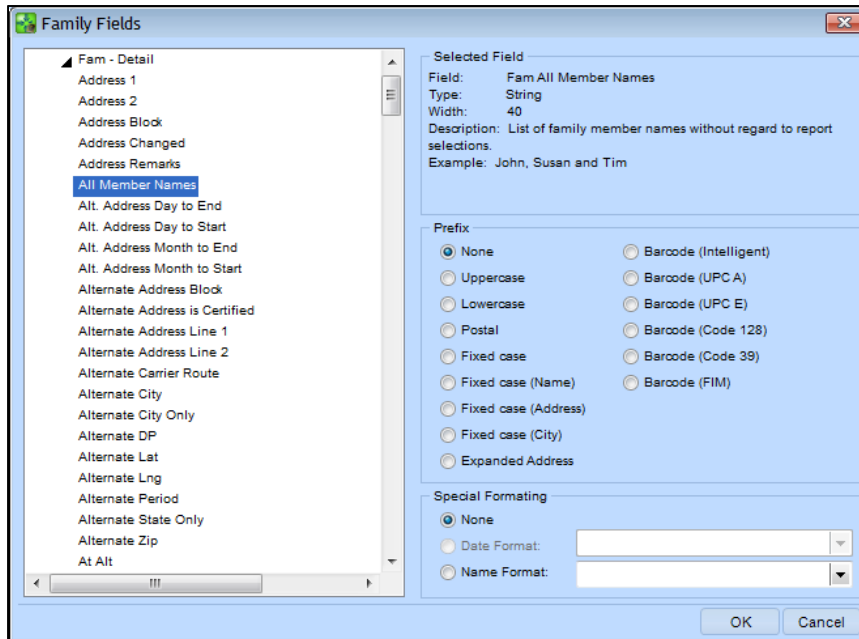 Family Fields
Fam - Detail
Address 1
Address 2
Address Block
Address Changed
Address Remarks
All Member Names
Alt. Address Day to End
Alt. Address Day to Start
Alt. Address Month to End
Alt. Address Month to Start
Alternate Address Block
Alternate Address is Certified
Alternate Address Line 1
Alternate Address Line 2
Alternate Carrier Route
Alternate City
Alternate City Only
Alternate DP
Alternate Lat
Alternate Lng
Alternate Period
Alternate State Only
Alternate Zip
At Alt
Selected Field
Field: Fam All Member Names
Type: String
Width: 40
Description: List of family member names without regard to report
selections.
Example: John, Susan and Tim
Prefix
None
Uppercase
Lowercase
Postal
Fixed case
Fixed case (Name)
Fixed case (Address)
Fixed case (City)
Expanded Address
Barcode (Intelligent)
Barcode (UPC A)
Barcode (UPC E)
Barcode (Code 128)
Barcode (Code 39)
Barcode (FIM)
Special Formating
None
Date Format:
Name Format:
OK Cancel